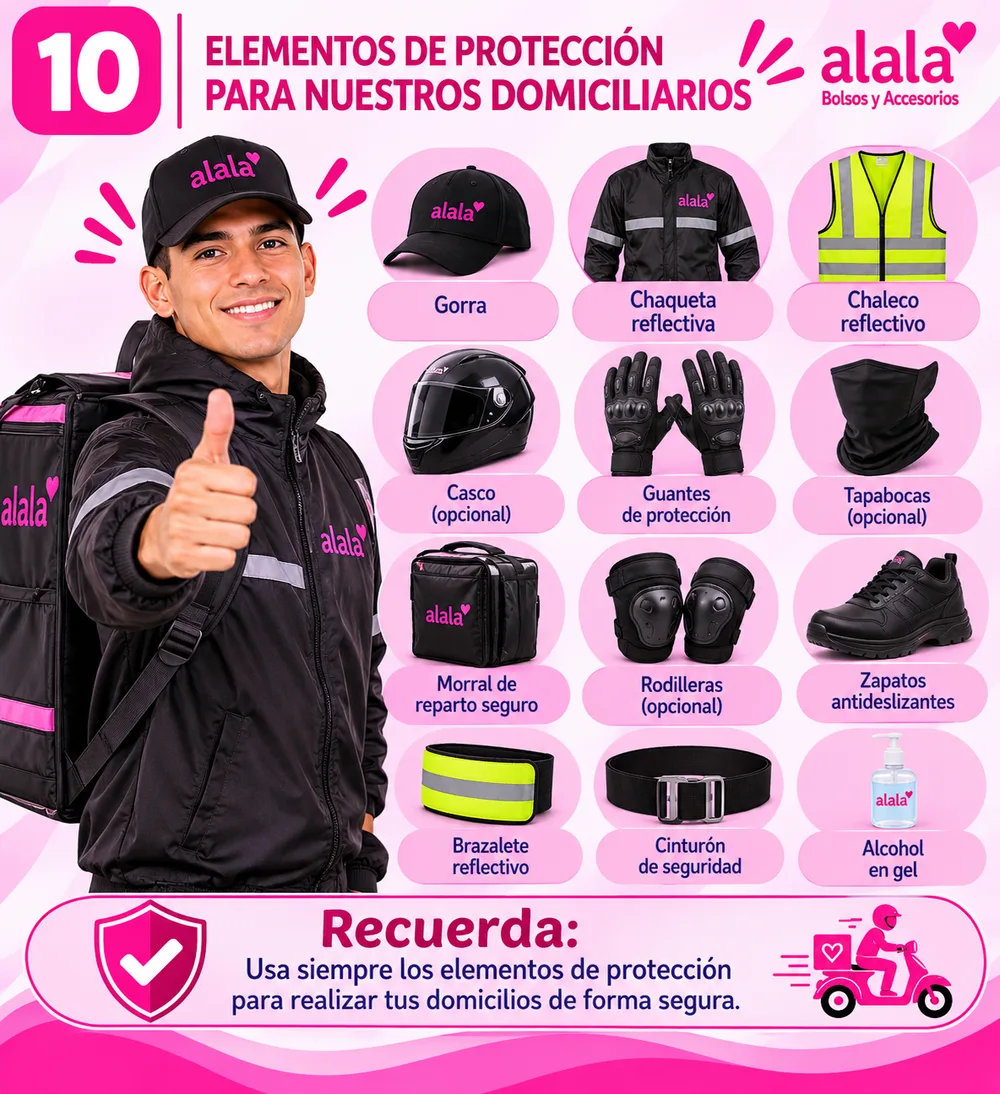 10
ELEMENTOS DE PROTECCIÓN
PARA NUESTROS DOMICILIARIOS
alala
Bolsos y Accesorios
alala
alala
alala
alala
alala
Gorra
Chaqueta
reflectiva
Chaleco
reflectivo
Casco
(opcional)
Guantes
de protección
Tapabocas
(opcional)
alala
Morral de
reparto seguro
Rodilleras
(opcional)
Zapatos
antideslizantes
Brazalete
reflectivo
Cinturón
de seguridad
alala
Alcohol
en gel
Recuerda:
Usa siempre los elementos de protección
para realizar tus domicilios de forma segura.